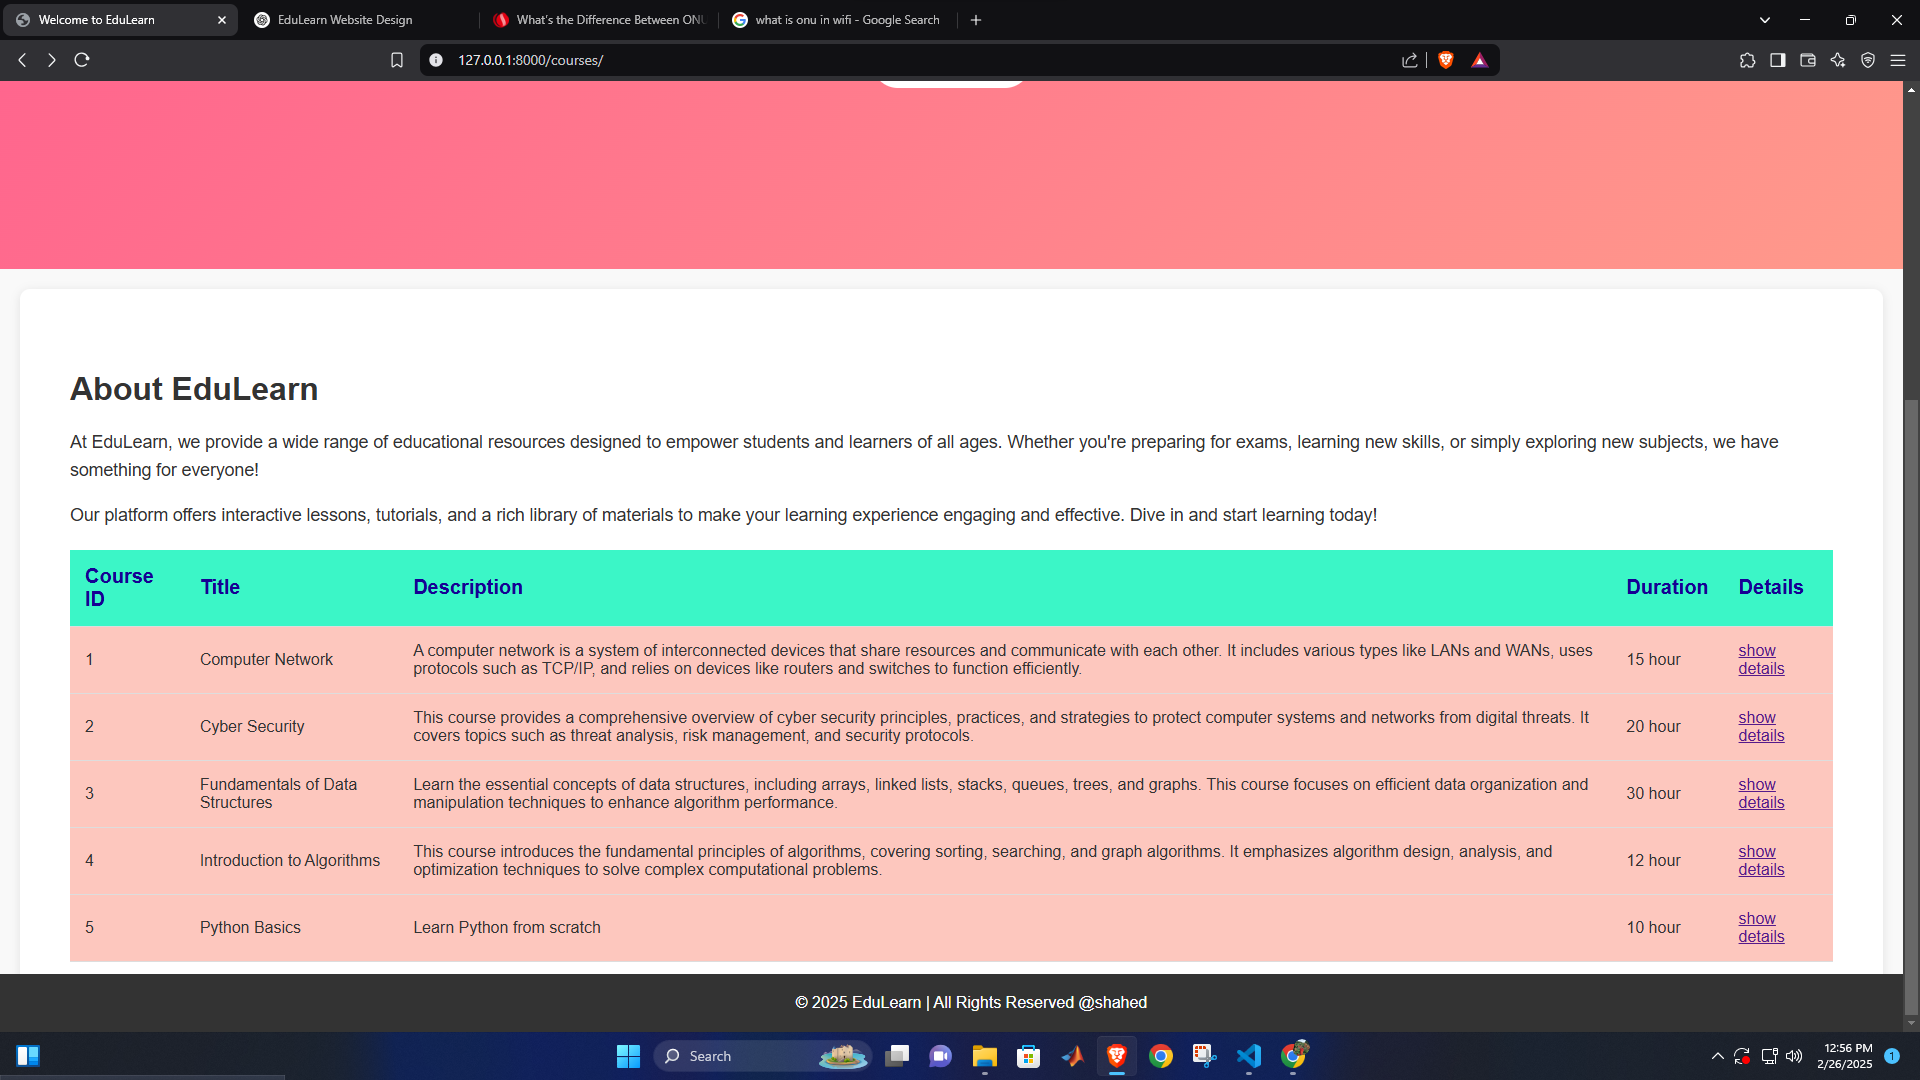 Welcome to EduLearn
EduLearn Website Design
What's the Difference Between ONU
what is onu in wifi - Google Search
127.0.0.1:8000/courses/
About EduLearn
At EduLearn, we provide a wide range of educational resources designed to empower students and learners of all ages. Whether you're preparing for exams, learning new skills, or simply exploring new subjects, we have
something for everyone!
Our platform offers interactive lessons, tutorials, and a rich library of materials to make your learning experience engaging and effective. Dive in and start learning today!
Course
ID
Title
Description
Duration
Details
1
Computer Network
A computer network is a system of interconnected devices that share resources and communicate with each other. It includes various types like LANs and WANs, uses
protocols such as TCP/IP, and relies on devices like routers and switches to function efficiently.
15 hour
show
details
2
Cyber Security
This course provides a comprehensive overview of cyber security principles, practices, and strategies to protect computer systems and networks from digital threats. It
covers topics such as threat analysis, risk management, and security protocols.
20 hour
show
details
3
Fundamentals of Data
Structures
Learn the essential concepts of data structures, including arrays, linked lists, stacks, queues, trees, and graphs. This course focuses on efficient data organization and
manipulation techniques to enhance algorithm performance.
30 hour
show
details
4
Introduction to Algorithms
This course introduces the fundamental principles of algorithms, covering sorting, searching, and graph algorithms. It emphasizes algorithm design, analysis, and
optimization techniques to solve complex computational problems.
12 hour
show
details
5
Python Basics
Learn Python from scratch
10 hour
show
details
© 2025 EduLearn | All Rights Reserved @shahed
Search
12:56 PM
2/26/2025
1